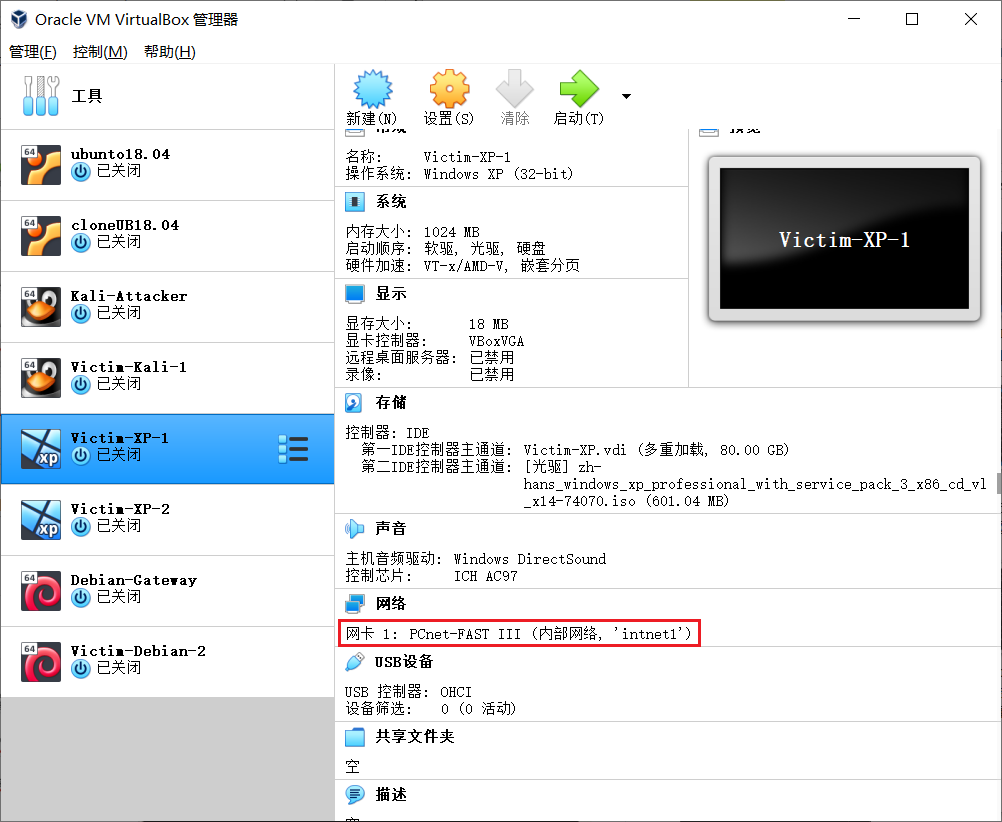 Oracle VM VirtualBox 管理器
管理(F) 控制(M) 帮助(H)
工具
新建(N) 设置(S) 清除 启动(T)
64
ubunto18.04
已关闭
64
cloneUB18.04
已关闭
64
Kali-Attacker
已关闭
64
Victim-Kali-1
已关闭
xp
Victim-XP-1
已关闭
xp
Victim-XP-2
已关闭
64
Debian-Gateway
已关闭
64
Victim-Debian-2
已关闭
常规
名称: Victim-XP-1
操作系统: Windows XP (32-bit)
预览
Victim-XP-1
系统
内存大小: 1024 MB
启动顺序: 软驱, 光驱, 硬盘
硬件加速: VT-x/AMD-V, 嵌套分页
显示
显存大小: 18 MB
显卡控制器: VBoxVGA
远程桌面服务器: 已禁用
录像: 已禁用
存储
控制器: IDE
第一IDE控制器主通道: Victim-XP.vdi (多重加载, 80.00 GB)
第二IDE控制器主通道: [光驱] zh-
hans_windows_xp_professional_with_service_pack_3_x86_cd_vl
_x14-74070.iso (601.04 MB)
声音
主机音频驱动: Windows DirectSound
控制芯片: ICH AC97
网络
网卡 1: PCnet-FAST III (内部网络, 'intnet1')
USB设备
USB 控制器: OHCI
设备筛选: 0 (0 活动)
共享文件夹
空
描述